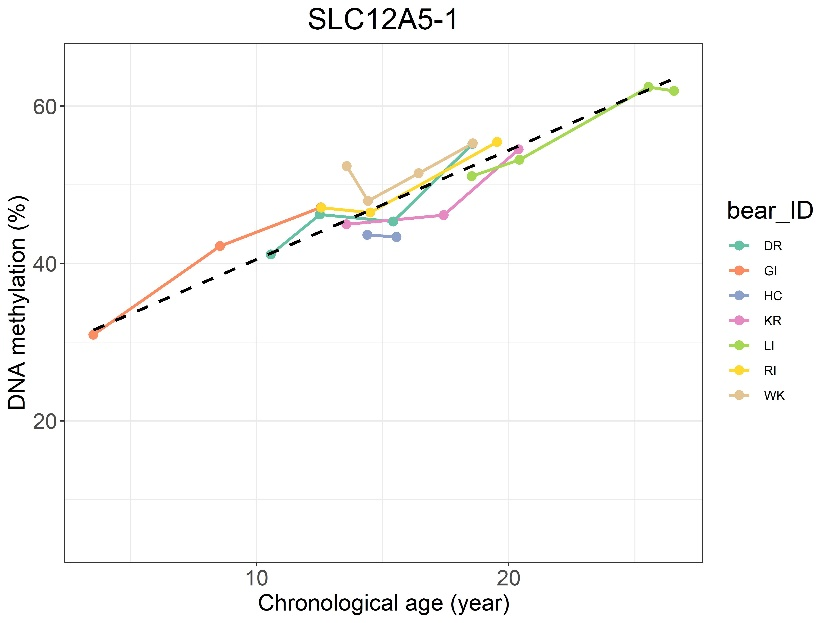 SLC12A5-1
60
40
20
DNA methylation (%)
10 20
Chronological age (year)
bear_ID
DR
GI
HC
KR
LI
RI
WK